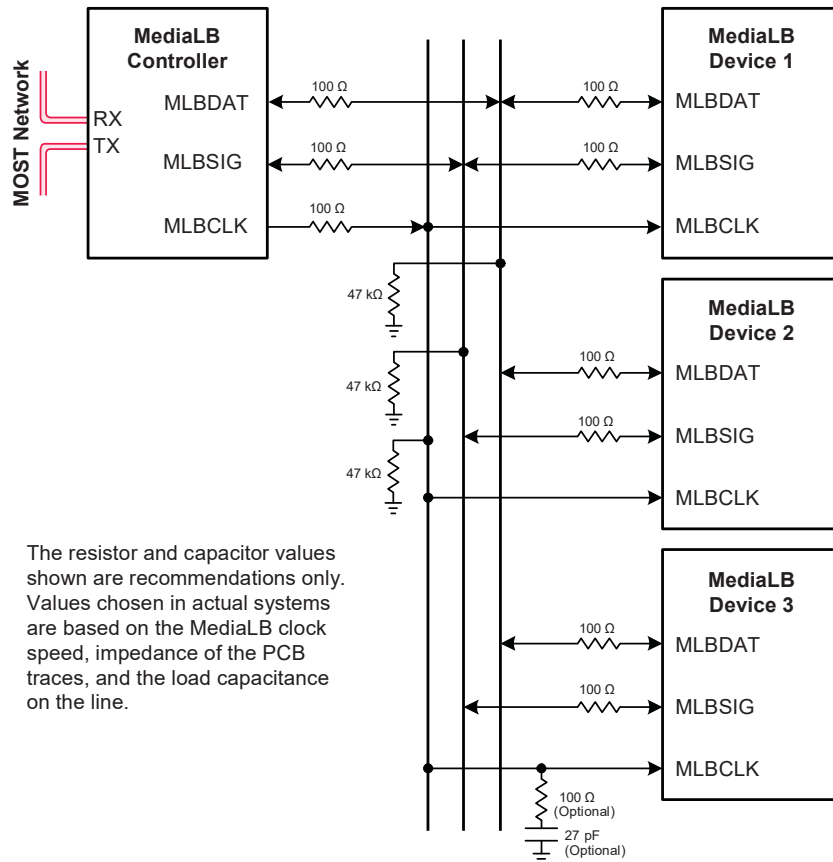 MediaLB
Controller
MOST Network
RX
TX
MLBDAT
MLBSIG
MLBCLK
100 Ω
100 Ω
100 Ω
100 Ω
100 Ω
MediaLB
Device 1
MLBDAT
MLBSIG
MLBCLK
47 kΩ
47 kΩ
47 kΩ
MediaLB
Device 2
100 Ω
MLBDAT
100 Ω
MLBSIG
MLBCLK
The resistor and capacitor values
shown are recommendations only.
Values chosen in actual systems
are based on the MediaLB clock
speed, impedance of the PCB
traces, and the load capacitance
on the line.
MediaLB
Device 3
100 Ω
MLBDAT
100 Ω
MLBSIG
MLBCLK
100 Ω
(Optional)
27 pF
(Optional)